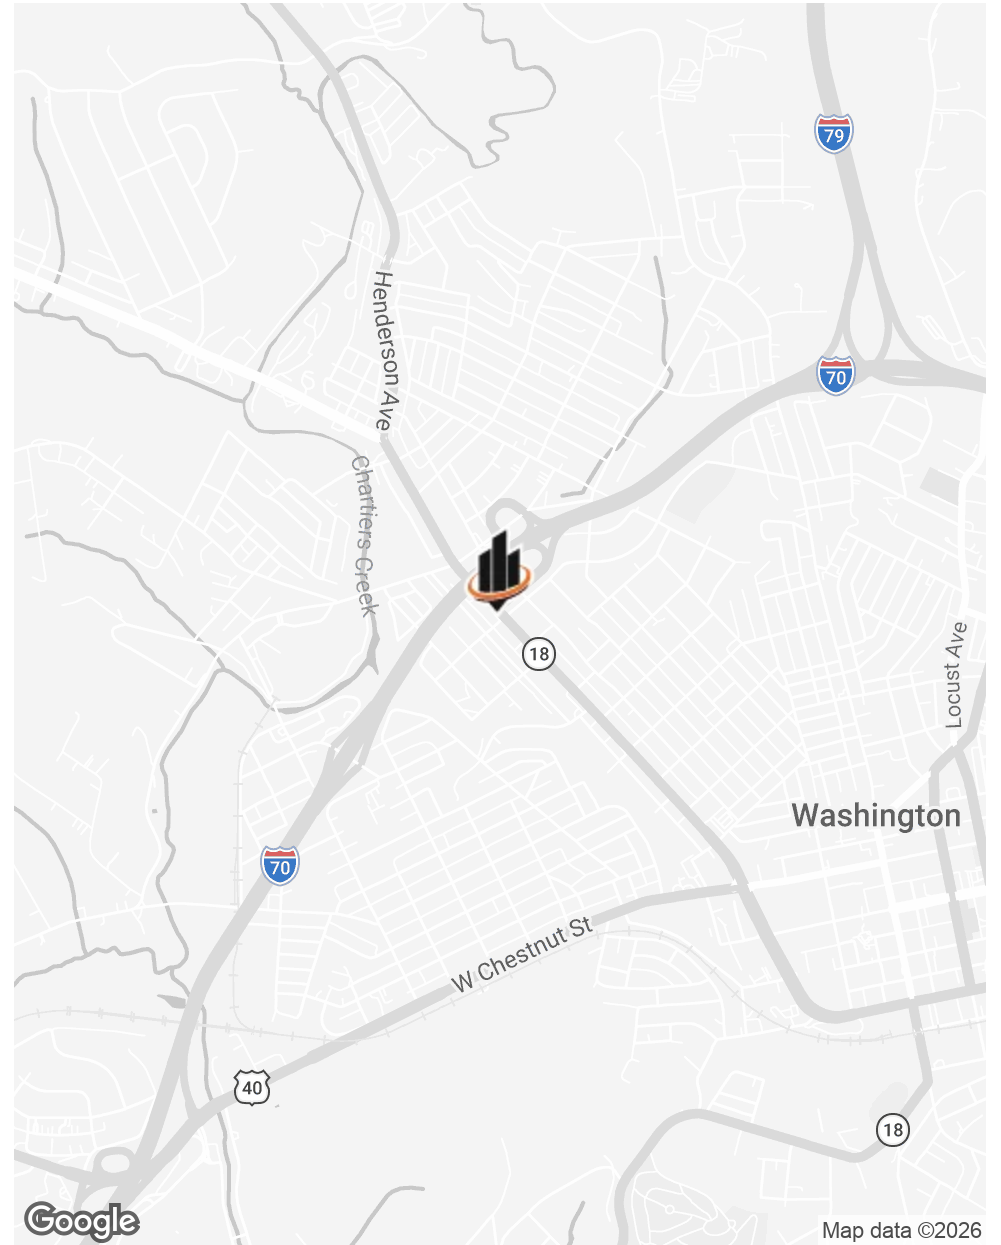 79
70
Henderson Ave
Chartiers Creek
18
Locust Ave
Washington
70
W Chestnut St
40
18
Google
Map data ©2026